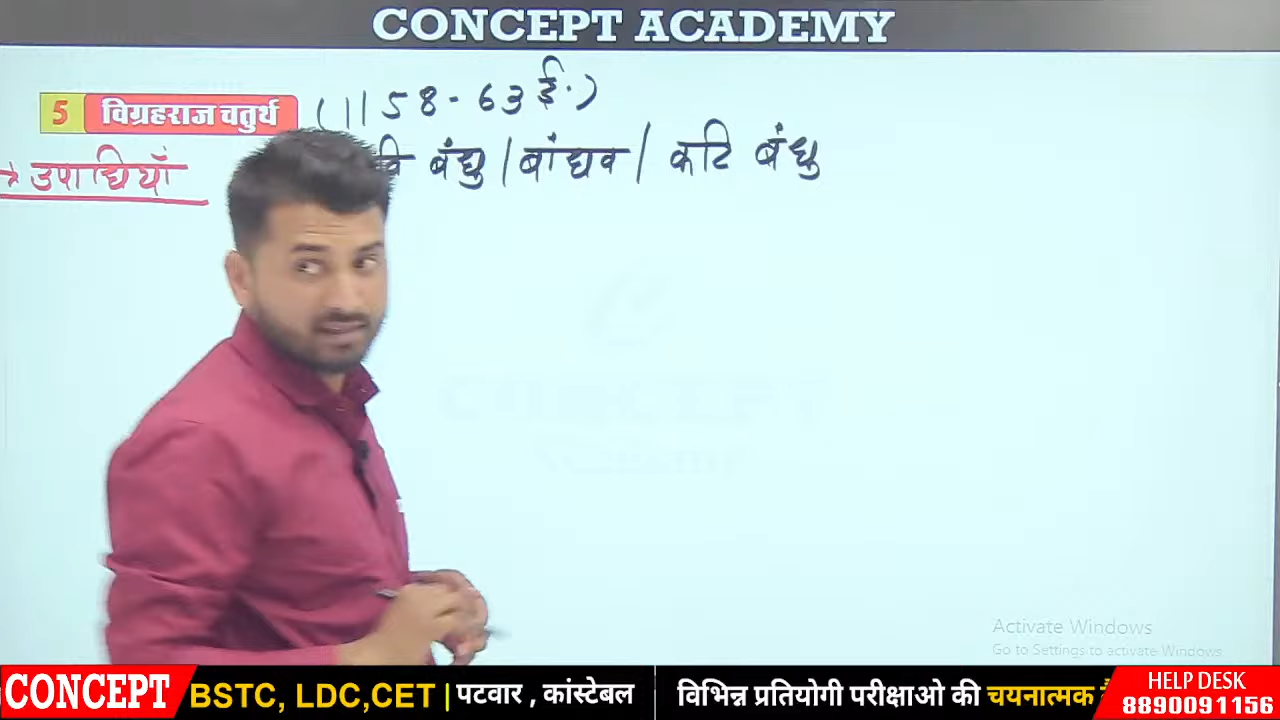 CONCEPT ACADEMY
5 विग्रहराज चतुर्थ (1158-63 ई.)
→ उपाधियाँ वि बंधु / बांधव / कटि बंधु
CONCEPT
Activate Windows
Go to Settings to activate Windows.
CONCEPT BSTC, LDC,CET | पटवार , कांस्टेबल विभिन्न प्रतियोगी परीक्षाओ की चयनात्मक HELP DESK
8890091156